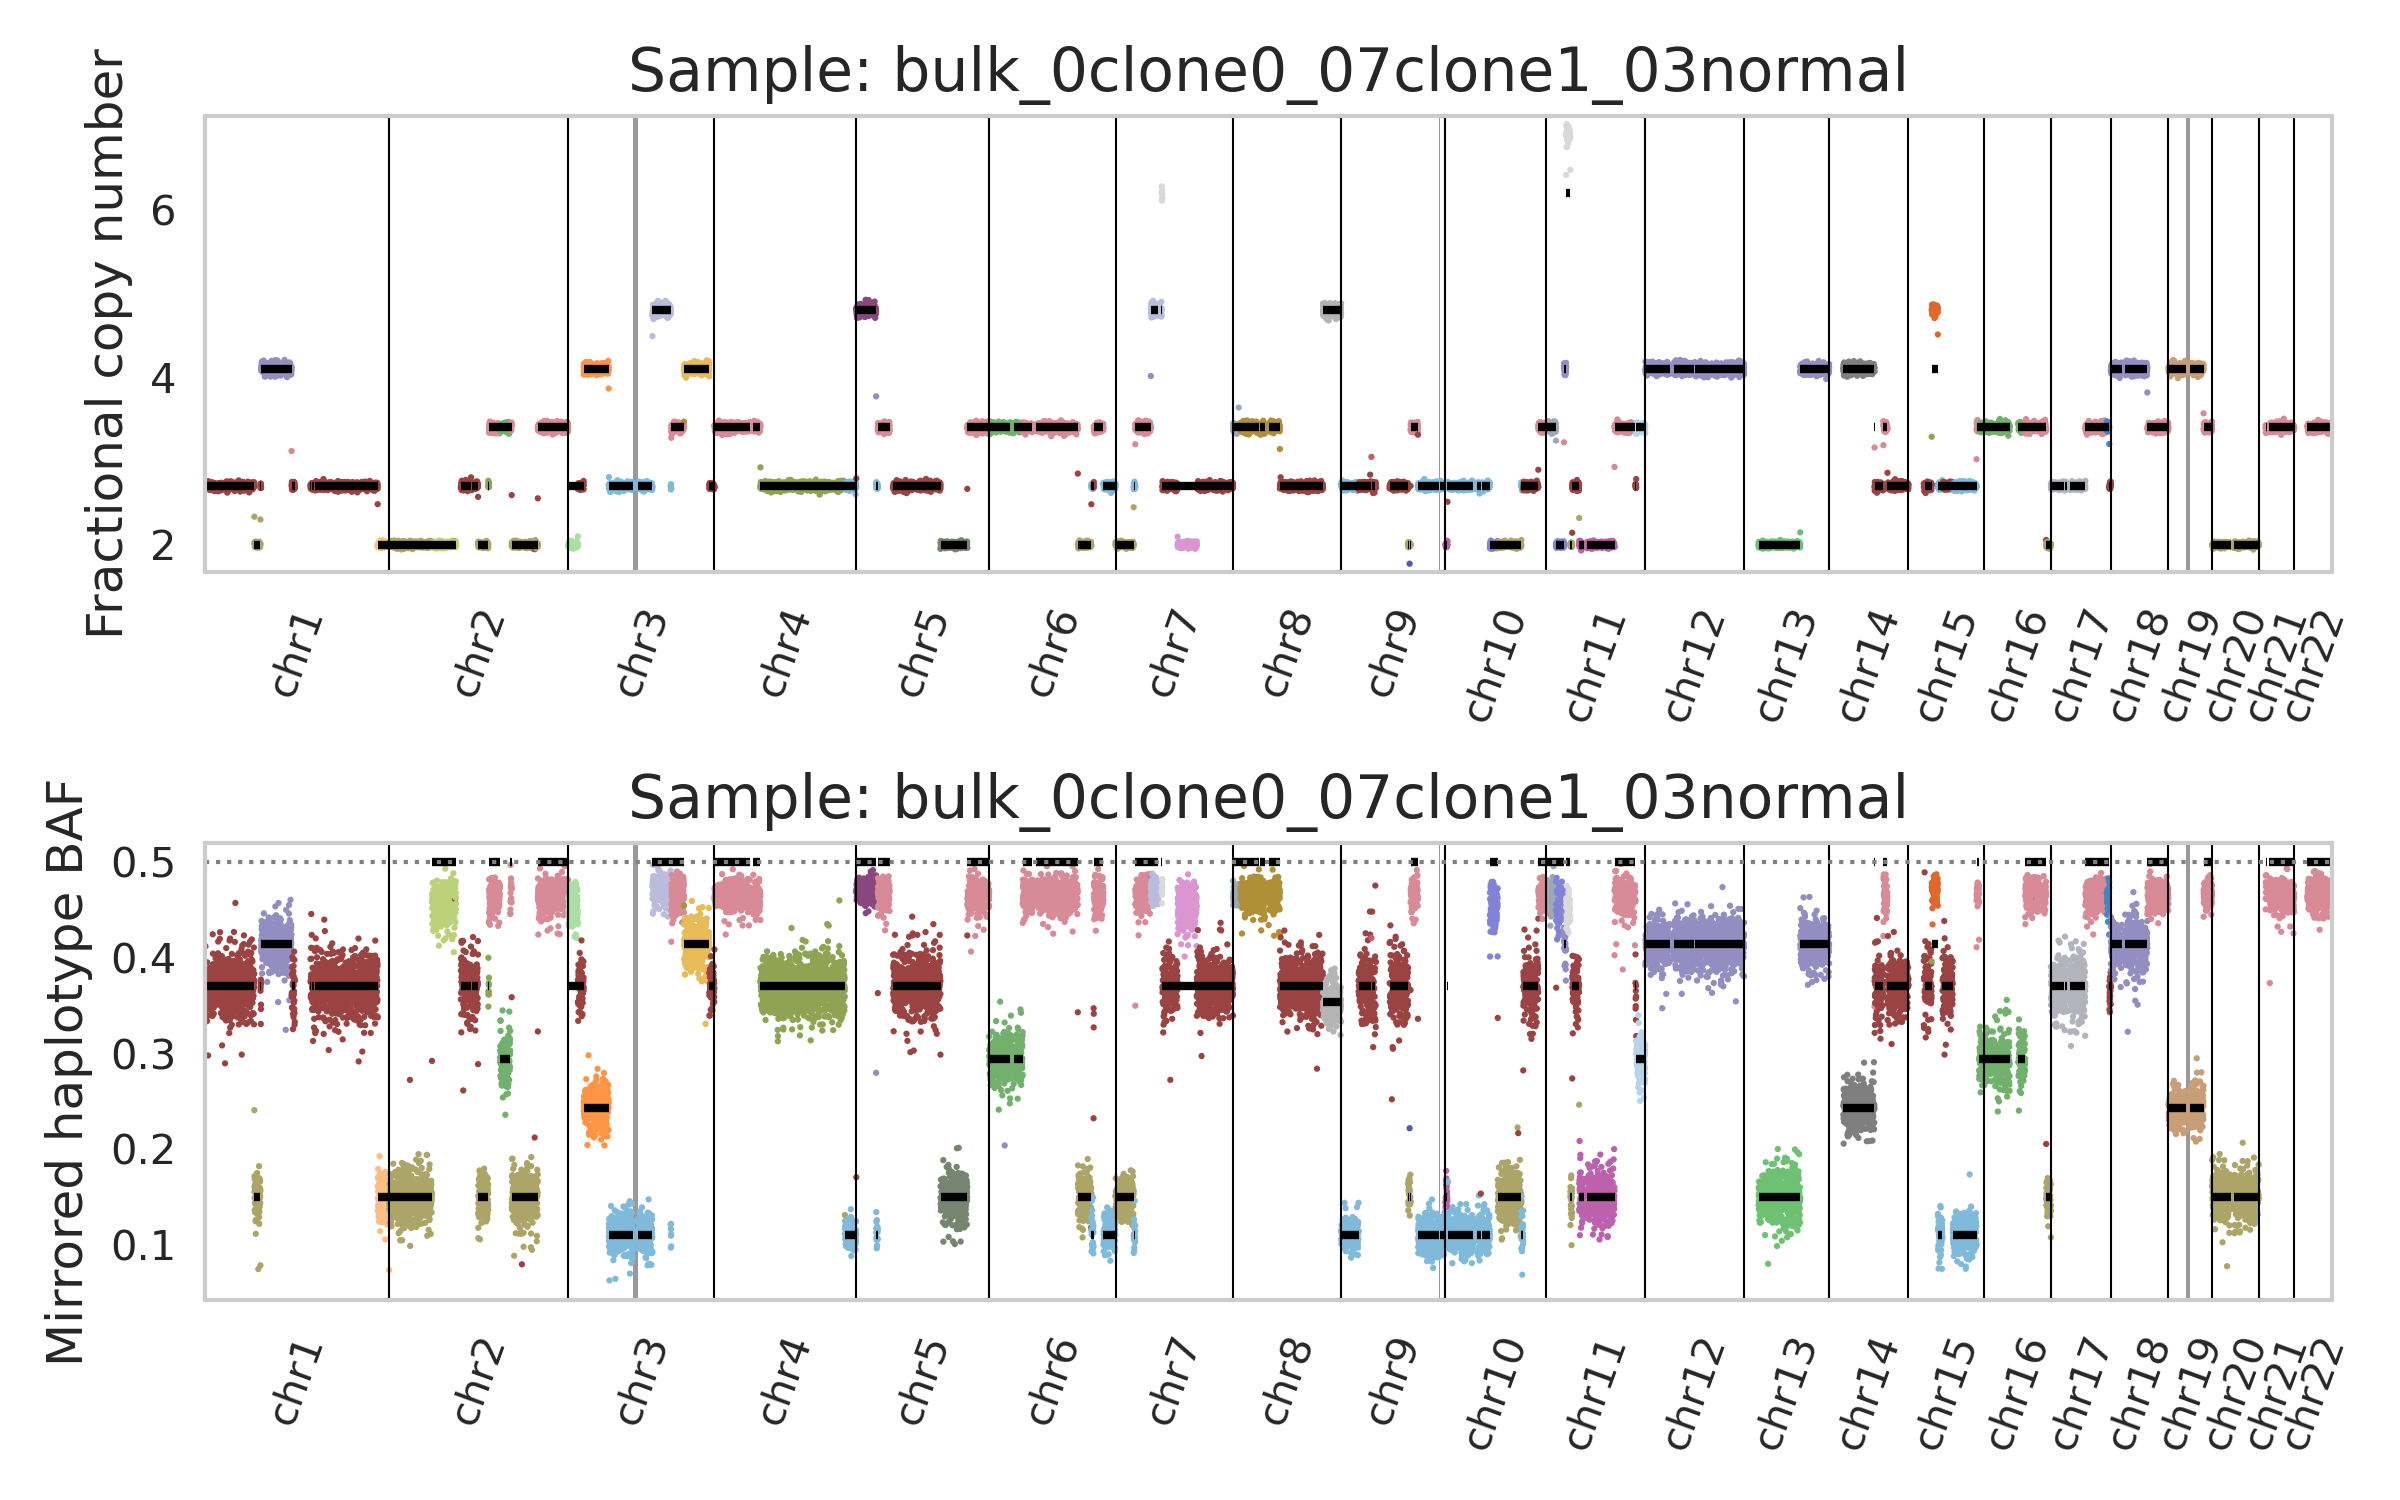 Sample: bulk_0clone0_07clone1_03normal
Fractional copy number
6
4
2
chr1
chr2
chr3
chr4
chr5
chr6
chr7
chr8
chr9
chr10
chr11
chr12
chr13
chr14
chr15
chr16
chr17
chr18
chr19
chr20
chr21
chr22
Sample: bulk_0clone0_07clone1_03normal
Mirrored haplotype BAF
0.5
0.4
0.3
0.2
0.1
chr1
chr2
chr3
chr4
chr5
chr6
chr7
chr8
chr9
chr10
chr11
chr12
chr13
chr14
chr15
chr16
chr17
chr18
chr19
chr20
chr21
chr22